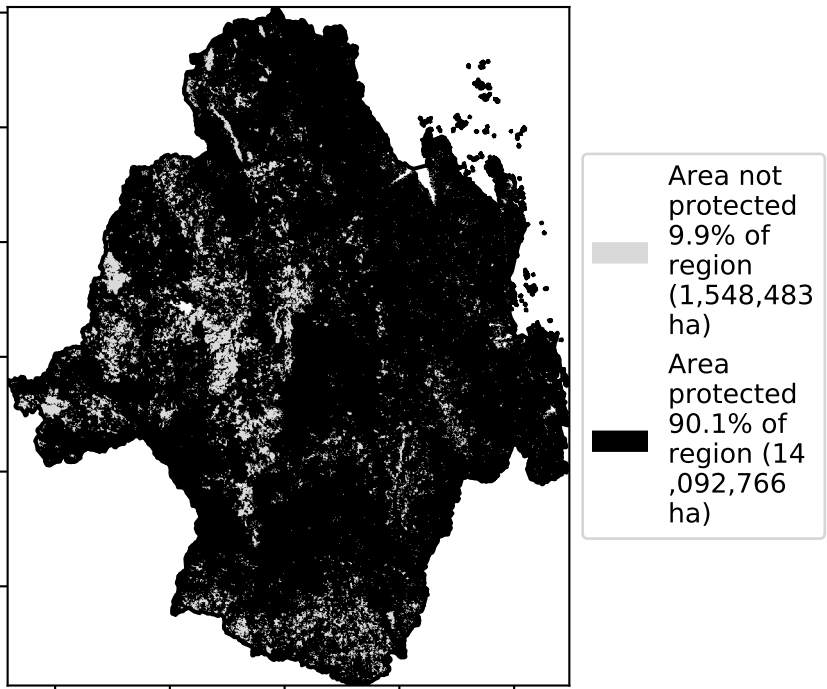 Area not
protected
9.9% of
region
(1,548,483
ha)
Area
protected
90.1% of
region (14
,092,766
ha)